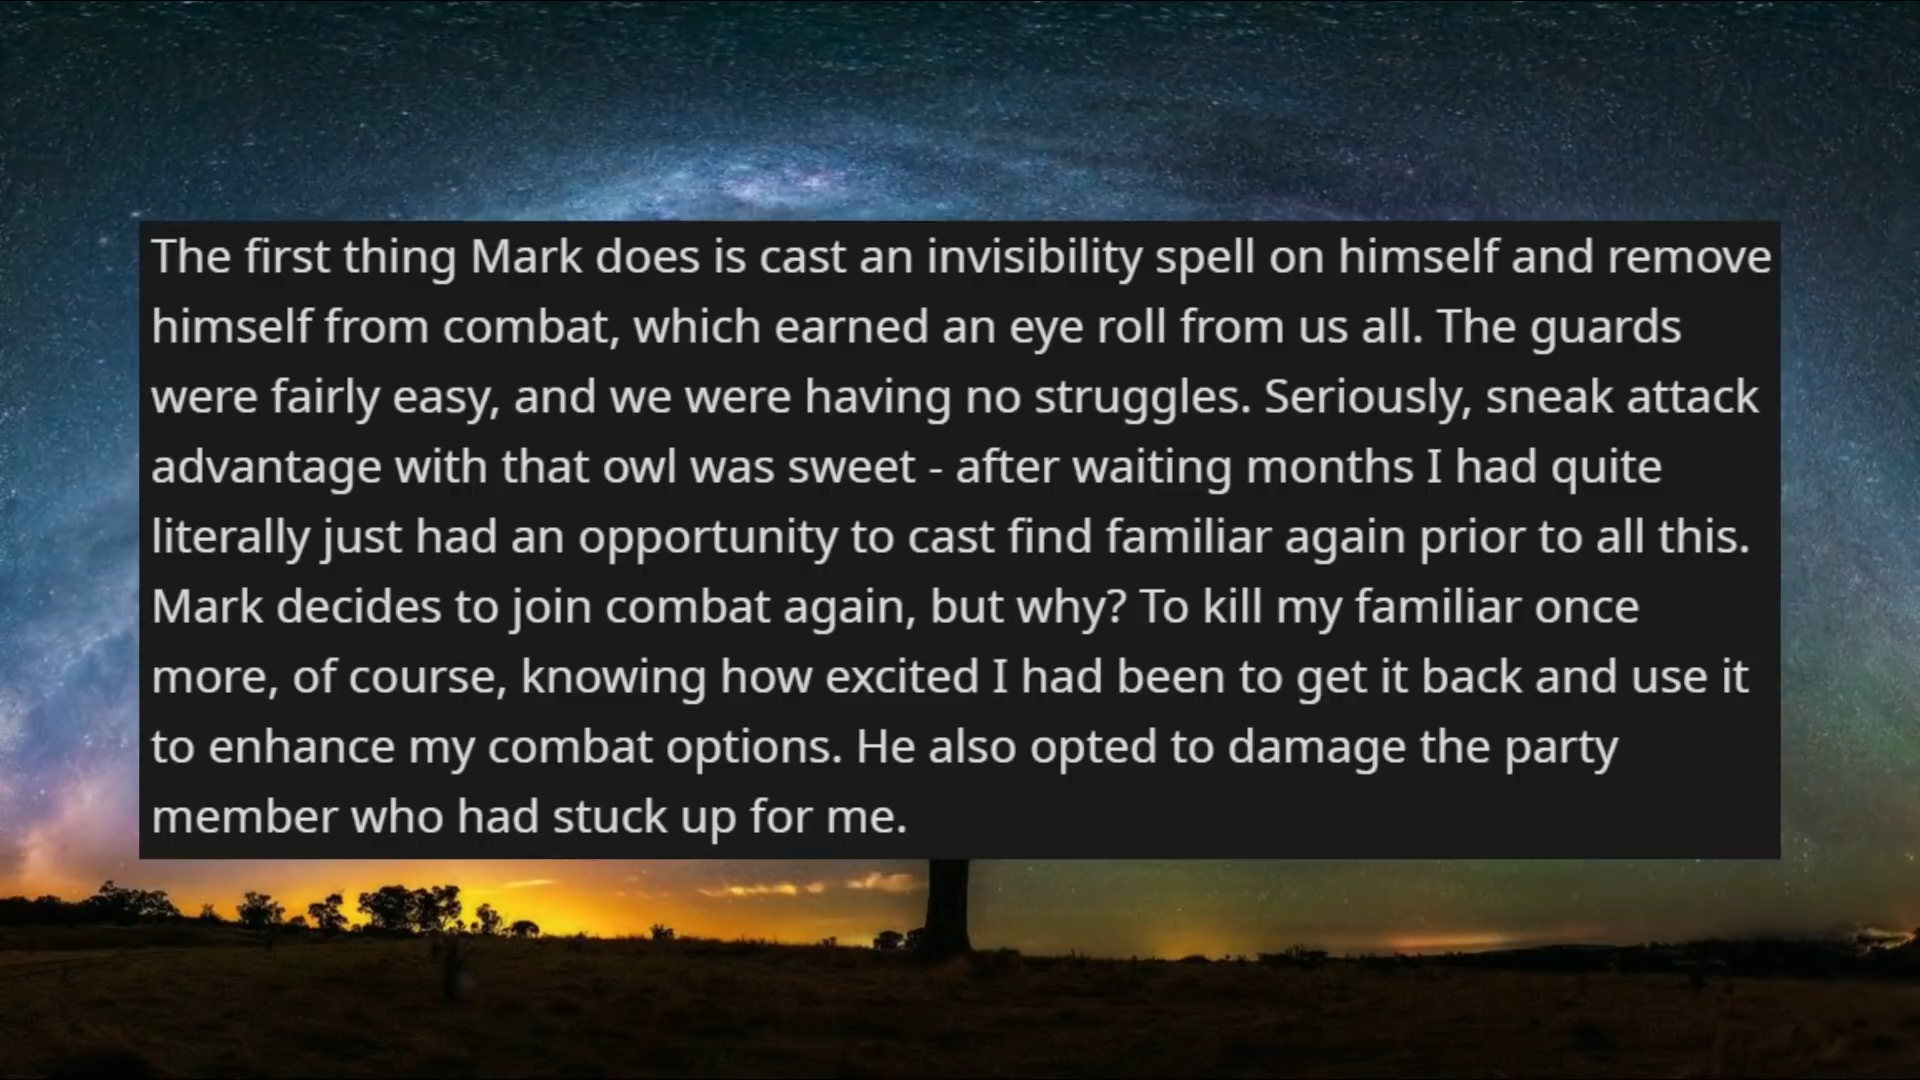 The first thing Mark does is cast an invisibility spell on himself and remove
himself from combat, which earned an eye roll from us all. The guards
were fairly easy, and we were having no struggles. Seriously, sneak attack
advantage with that owl was sweet - after waiting months I had quite
literally just had an opportunity to cast find familiar again prior to all this.
Mark decides to join combat again, but why? To kill my familiar once
more, of course, knowing how excited I had been to get it back and use it
to enhance my combat options. He also opted to damage the party
member who had stuck up for me.